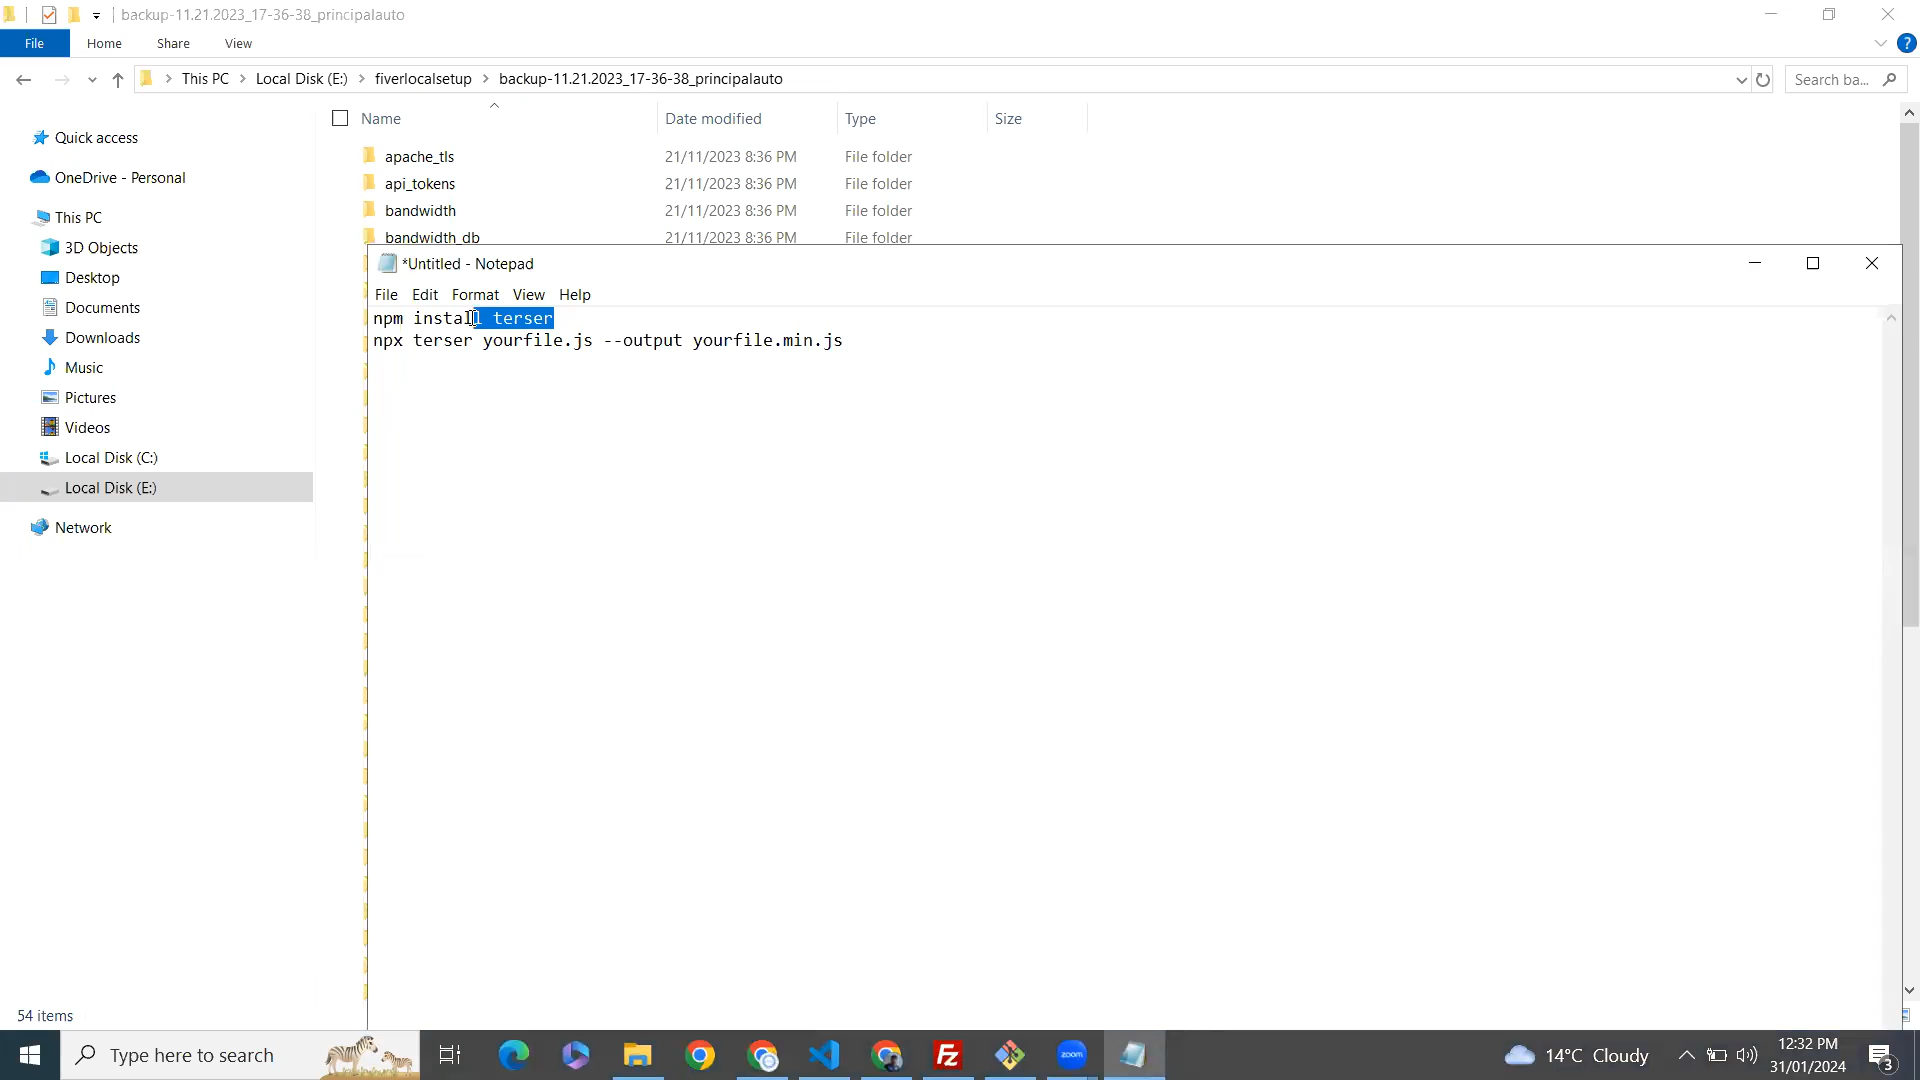 backup-11.21.2023_17-36-38_principalauto
File Home Share View
This PC Local Disk (E:) fiverlocalsetup backup-11.21.2023_17-36-38_principalauto
Search ba...
Name Date modified Type Size
apache_tls 21/11/2023 8:36 PM File folder
api_tokens 21/11/2023 8:36 PM File folder
bandwidth 21/11/2023 8:36 PM File folder
bandwidth_db 21/11/2023 8:36 PM File folder
Quick access
OneDrive - Personal
This PC
3D Objects
Desktop
Documents
Downloads
Music
Pictures
Videos
Local Disk (C:)
Local Disk (E:)
Network
*Untitled - Notepad
File Edit Format View Help
npm install terser
npx terser yourfile.js --output yourfile.min.js
54 items
Type here to search
zoom
14°C Cloudy
12:32 PM
31/01/2024
3